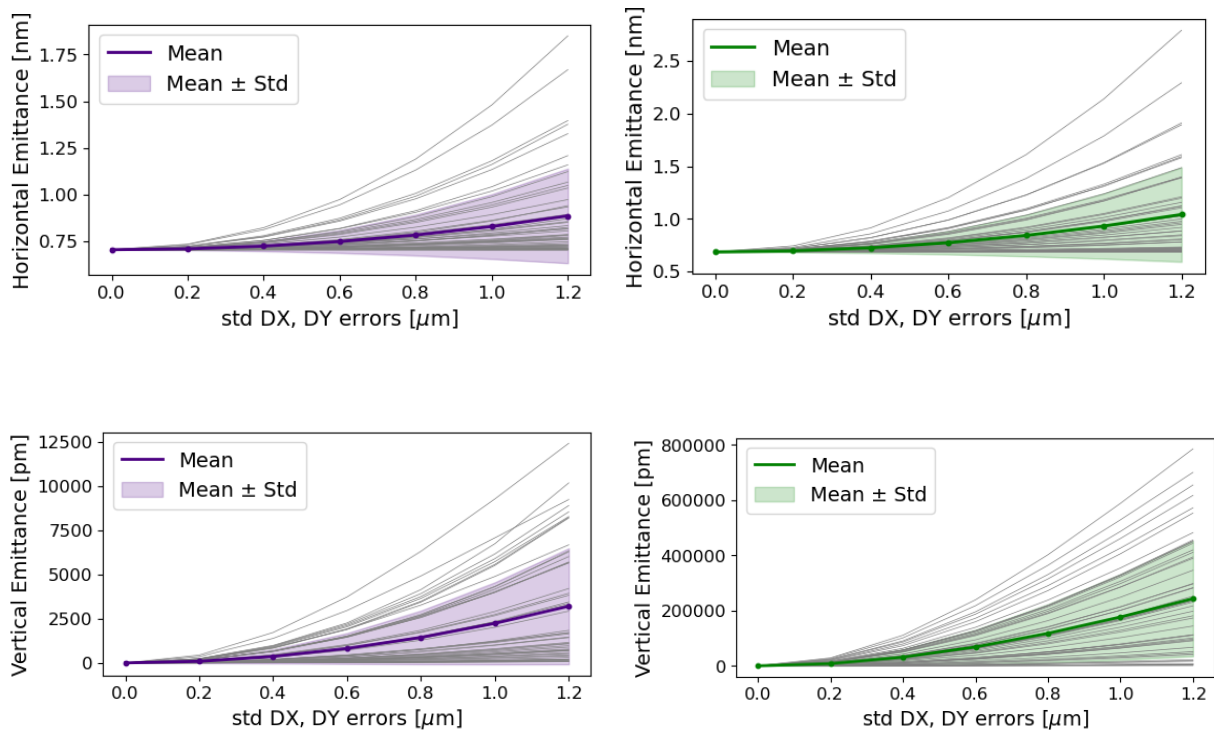 Horizontal Emittance [nm]
1.75
1.50
1.25
1.00
0.75
Mean
Mean ± Std
0.0 0.2 0.4 0.6 0.8 1.0 1.2
std DX, DY errors [μm]
Horizontal Emittance [nm]
2.5
2.0
1.5
1.0
0.5
Mean
Mean ± Std
0.0 0.2 0.4 0.6 0.8 1.0 1.2
std DX, DY errors [μm]
Vertical Emittance [pm]
12500
10000
7500
5000
2500
0
Mean
Mean ± Std
0.0 0.2 0.4 0.6 0.8 1.0 1.2
std DX, DY errors [μm]
Vertical Emittance [pm]
800000
600000
400000
200000
0
Mean
Mean ± Std
0.0 0.2 0.4 0.6 0.8 1.0 1.2
std DX, DY errors [μm]